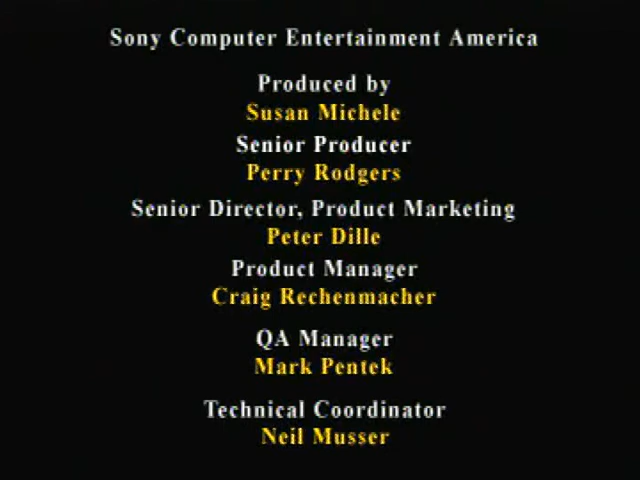 Sony Computer Entertainment America
Produced by
Susan Michele
Senior Producer
Perry Rodgers
Senior Director, Product Marketing
Peter Dille
Product Manager
Craig Rechenmacher
QA Manager
Mark Pentek
Technical Coordinator
Neil Musser